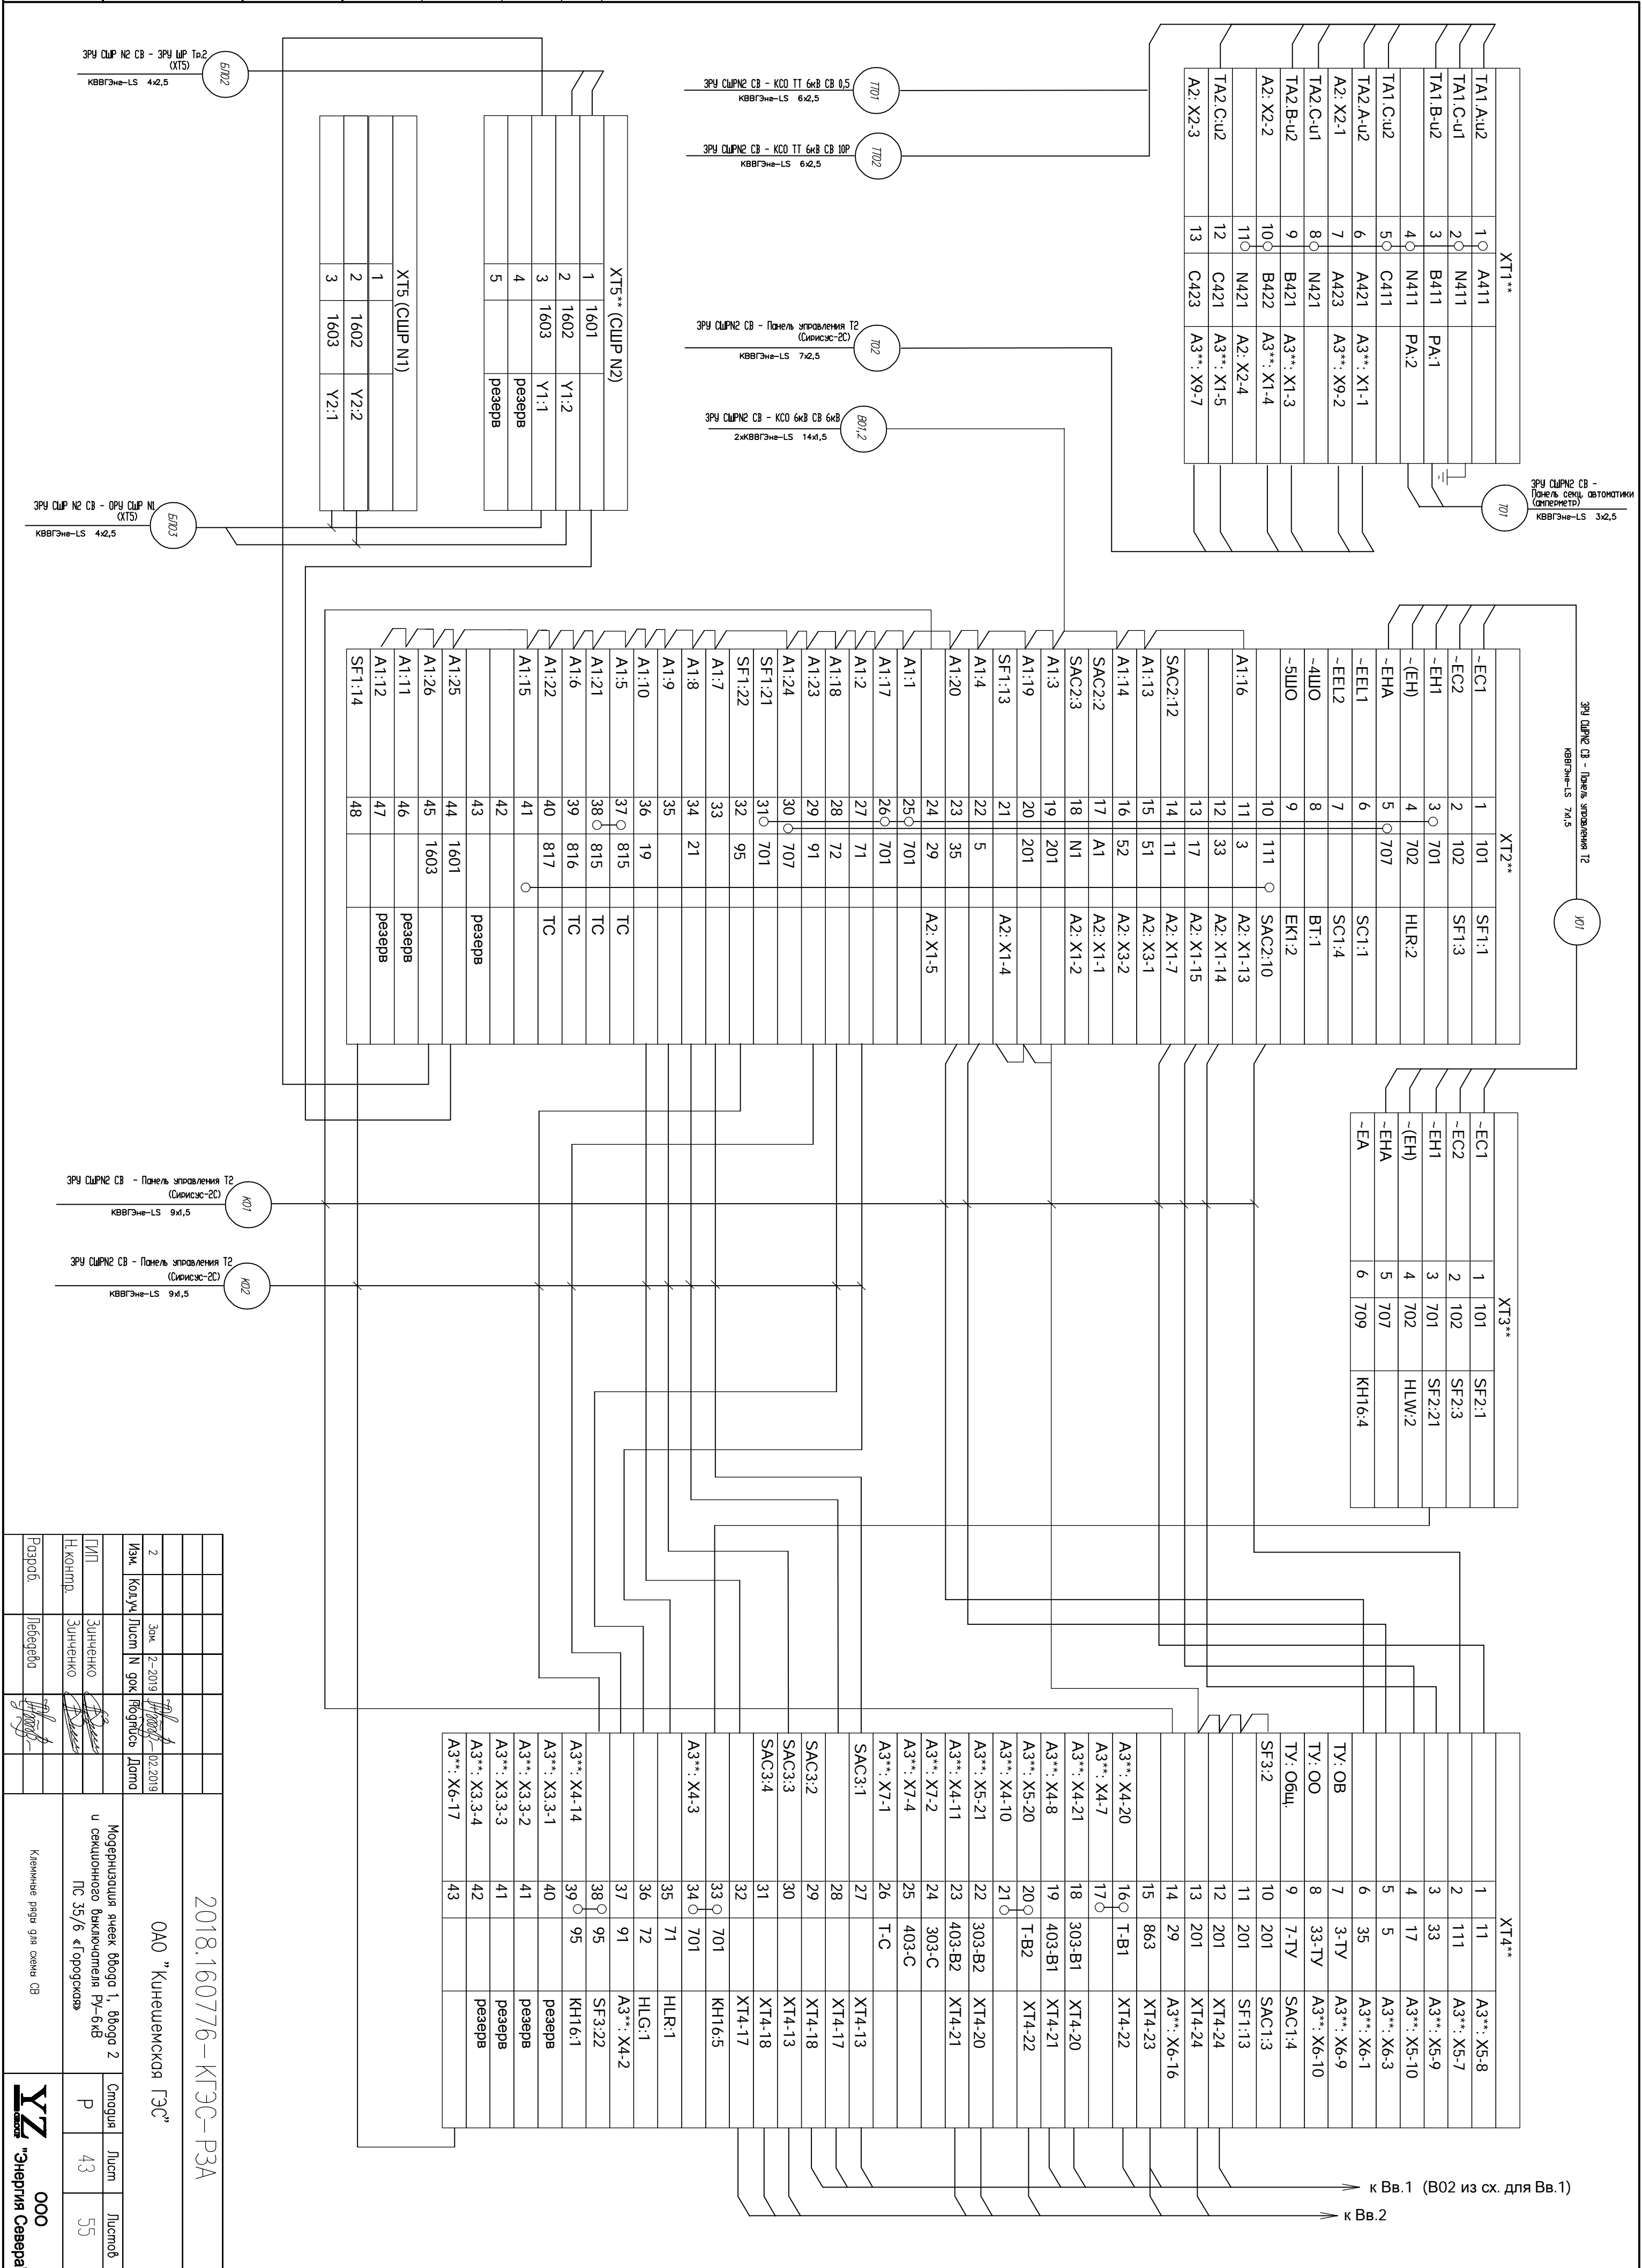 ЗРУ СШР N2 СВ - ЗРУ ШР Тр.2
(ХТ5)
КВВГЭнг-LS 4x2,5
БЛ02
ЗРУ СШРN2 СВ - КСО ТТ 6кВ СВ 0,5
КВВГЭнг-LS 6x2,5
ТТ01
ЗРУ СШРN2 СВ - КСО ТТ 6кВ СВ 10Р
КВВГЭнг-LS 6x2,5
ТТ02
ЗРУ СШРN2 СВ - Панель управления Т2
(Сириус-2С)
КВВГЭнг-LS 7x2,5
Т02
ЗРУ СШРN2 СВ - КСО 6кВ СВ 6кВ
2xКВВГЭнг-LS 14x1,5
В01,2
ЗРУ СШР N2 СВ - ОРУ СШР N1
(ХТ5)
КВВГЭнг-LS 4x2,5
БЛ03
ЗРУ СШРN2 СВ -
Панель секц. автоматики
(амперметр)
КВВГЭнг-LS 3x2,5
Т01
ЗРУ СШРN2 СВ - Панель управления Т2
КВВГЭнг-LS 7x1,5
У01
ЗРУ СШРN2 СВ - Панель управления Т2
(Сириус-2С)
КВВГЭнг-LS 9x1,5
К01
ЗРУ СШРN2 СВ - Панель управления Т2
(Сириус-2С)
КВВГЭнг-LS 9x1,5
К02
XT1**
TA1.A:u2 1 A411
TA1.C-u1 2 N411
TA1.B-u2 3 B411 PA:1
4 N411 PA:2
TA1.C:u2 5 C411
TA2.A-u2 6 A421 A3**: X1-1
A2: X2-1 7 A423 A3**: X9-2
TA2.C-u1 8 N421
TA2.B-u2 9 B421 A3**: X1-3
A2: X2-2 10 B422 A3**: X1-4
11 N421 A2: X2-4
TA2.C:u2 12 C421 A3**: X1-5
A2: X2-3 13 C423 A3**: X9-7
XT5** (СШР N2)
1 1601
2 1602 Y1:2
3 1603 Y1:1
4 резерв
5 резерв
XT5 (СШР N1)
1
2 1602 Y2:2
3 1603 Y2:1
XT2**
~EC1 1 101 SF1:1
~EC2 2 102 SF1:3
~EH1 3 701
~(EH) 4 702 HLR:2
~EHA 5 707
~EEL1 6 SC1:1
~EEL2 7 SC1:4
~4ШО 8 BT:1
~5ШО 9 EK1:2
10 111 SAC2:10
A1:16 11 3 A2: X1-13
12 33 A2: X1-14
13 17 A2: X1-15
SAC2:12 14 11 A2: X1-7
A1:13 15 51 A2: X3-1
A1:14 16 52 A2: X3-2
SAC2:2 17 A1 A2: X1-1
SAC2:3 18 N1 A2: X1-2
A1:3 19 201
A1:19 20 201
SF1:13 21 A2: X1-4
A1:4 22 5
A1:20 23 35
24 29 A2: X1-5
A1:1 25 701
A1:17 26 701
A1:2 27 71
A1:18 28 72
A1:23 29 91
A1:24 30 707
SF1:21 31 701
SF1:22 32 95
A1:7 33
A1:8 34 21
A1:9 35
A1:10 36 19
A1:5 37 815 ТС
A1:21 38 815 ТС
A1:6 39 816 ТС
A1:22 40 817 ТС
A1:15 41
42
43 резерв
A1:25 44 1601
A1:26 45 1603
A1:11 46 резерв
A1:12 47 резерв
SF1:14 48
XT3**
~EC1 1 101 SF2:1
~EC2 2 102 SF2:3
~EH1 3 701 SF2:21
~(EH) 4 702 HLW:2
~EHA 5 707
~EA 6 709 KH16:4
XT4**
1 11 A3**: X5-8
2 111 A3**: X5-7
3 33 A3**: X5-9
4 17 A3**: X5-10
5 5 A3**: X6-3
6 35 A3**: X6-1
ТУ: ОВ 7 3-ТУ A3**: X6-9
ТУ: ОО 8 33-ТУ A3**: X6-10
ТУ: Общ. 9 7-ТУ SAC1:4
SF3:2 10 201 SAC1:3
11 201 SF1:13
12 201 XT4-24
13 201 XT4-24
14 29 A3**: X6-16
15 863 XT4-23
A3**: X4-20 16 T-B1 XT4-22
A3**: X4-7 17
A3**: X4-21 18 303-B1 XT4-20
A3**: X4-8 19 403-B1 XT4-21
A3**: X5-20 20 T-B2 XT4-22
A3**: X4-10 21
A3**: X5-21 22 303-B2 XT4-20
A3**: X4-11 23 403-B2 XT4-21
A3**: X7-2 24 303-C
A3**: X7-4 25 403-C
A3**: X7-1 26 T-C
SAC3:1 27 XT4-13
28 XT4-17
SAC3:2 29 XT4-18
SAC3:3 30 XT4-13
SAC3:4 31 XT4-18
32 XT4-17
33 701 KH16:5
A3**: X4-3 34 701
35 71 HLR:1
36 72 HLG:1
37 91 A3**: X4-2
38 95 SF3:22
A3**: X4-14 39 95 KH16:1
A3**: X3.3-1 40 резерв
A3**: X3.3-2 41 резерв
A3**: X3.3-3 41 резерв
A3**: X3.3-4 42 резерв
A3**: X6-17 43
к Вв.1 (В02 из сх. для Вв.1)
к Вв.2
2018.160776-КГЭС-РЗА
ОАО "Кинешемская ГЭС"
2 Зам. 2-2019 02.2019
Изм. Кол.уч Лист N док. Подпись Дата
ГИП Зинченко
Н.контр. Зинченко
Разраб. Лебедева
Модернизация ячеек ввода 1, ввода 2
и секционного выключателя РУ-6кВ
ПС 35/6 «Городская»
Стадия Лист Листов
Р 43 55
Клеммные ряды для схемы СВ
YZ GROUP
ООО
"Энергия Севера"